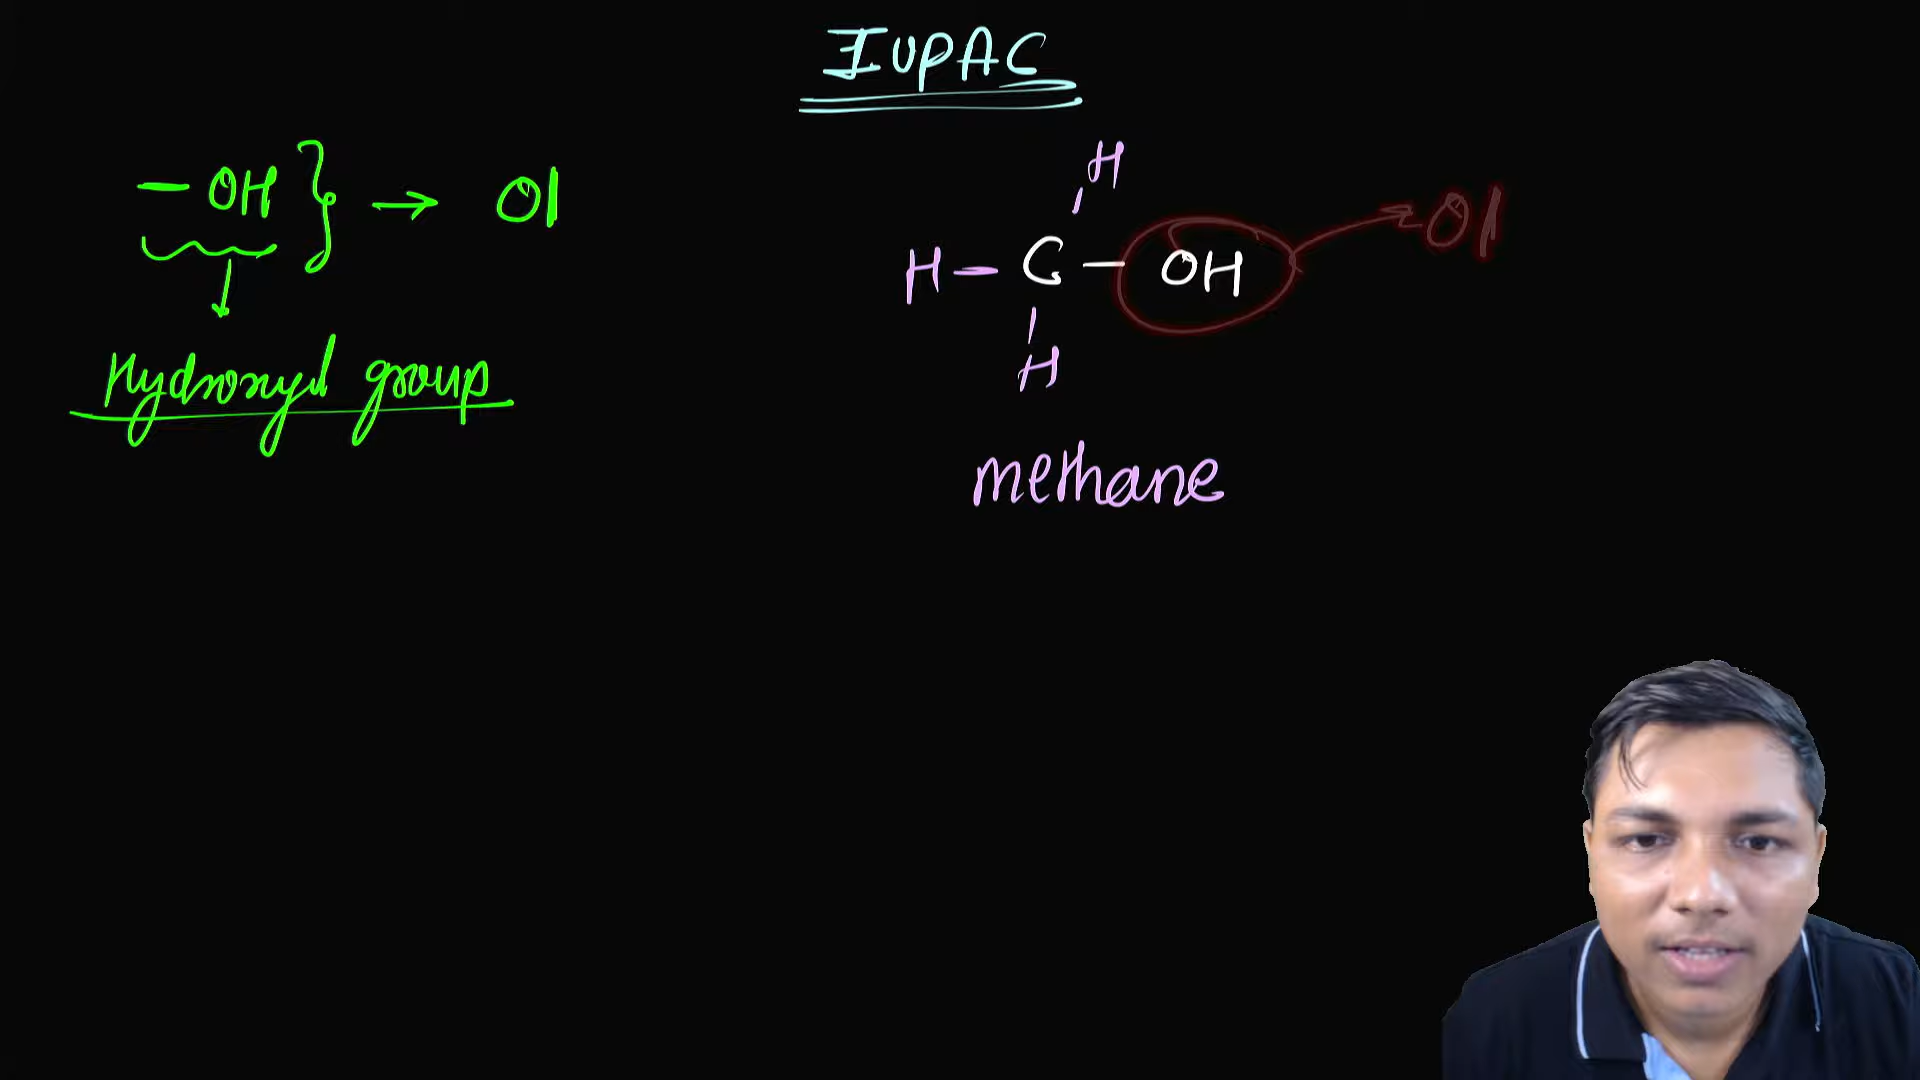 IUPAC
- OH } → Ol
Hydroxyl group
H
H - C - OH → Ol
H
methane